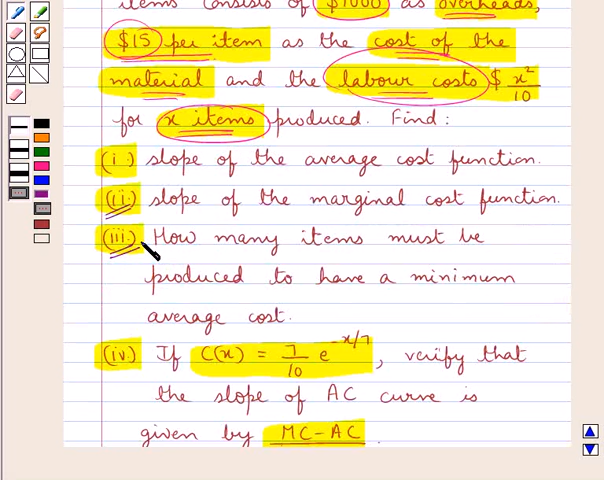 items consists of $1000 as overheads,
$15 per item as the cost of the
material and the labour costs $ x²/10
for x items produced. Find:
(i) slope of the average cost function.
(ii) slope of the marginal cost function.
(iii) How many items must be
produced to have a minimum
average cost.
(iv) If C(x) = 7/10 e^-x/7, verify that
the slope of AC curve is
given by MC-AC